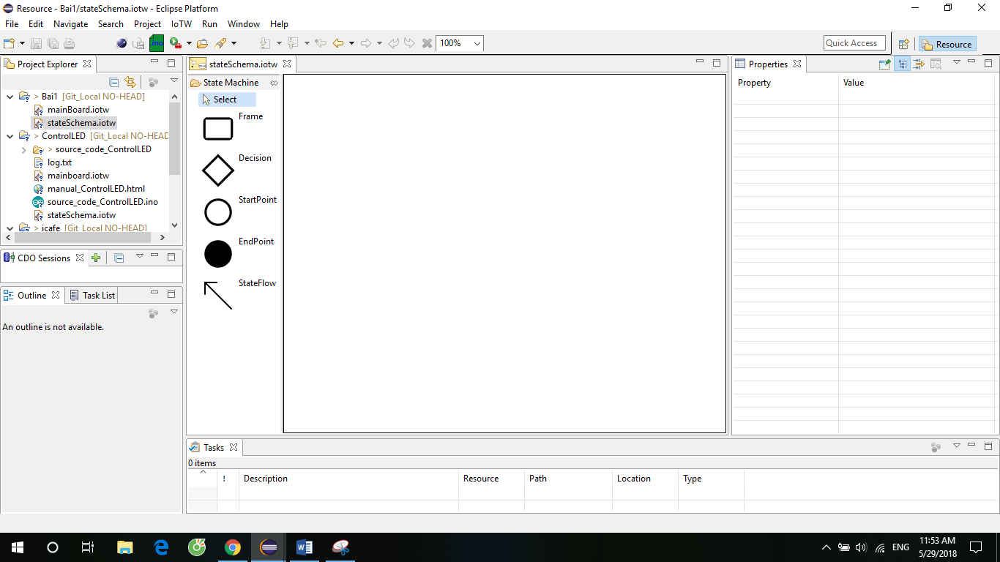 Resource - Bai1/stateSchema.iotw - Eclipse Platform
File Edit Navigate Search Project IoTW Run Window Help
.ino
100%
Quick Access
Resource
Project Explorer
> Bai1 [Git_Local NO-HEAD]
mainBoard.iotw
stateSchema.iotw
> ControlLED [Git_Local NO-HEAD
> source_code_ControlLED
log.txt
mainboard.iotw
manual_ControlLED.html
source_code_ControlLED.ino
stateSchema.iotw
> icafe [Git_Local NO-HEAD]
CDO Sessions
Outline
Task List
An outline is not available.
stateSchema.iotw
State Machine
Select
Frame
Decision
StartPoint
EndPoint
StateFlow
Properties
Property Value
Tasks
0 items
! Description Resource Path Location Type
ENG
11:53 AM
5/29/2018